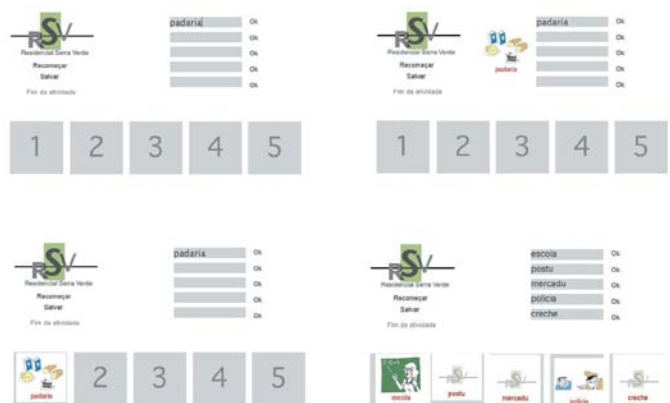 padaria Ok
Ok
Ok
Ok
Ok
RSV
Residencial Serra Verde
Recomeçar
Salvar
Fim da atividade
1 2 3 4 5
padaria Ok
Ok
Ok
Ok
Ok
RSV
Residencial Serra Verde
padaria
Recomeçar
Salvar
Fim da atividade
1 2 3 4 5
padaria Ok
Ok
Ok
Ok
Ok
RSV
Residencial Serra Verde
Recomeçar
Salvar
Fim da atividade
padaria 2 3 4 5
escola Ok
postu Ok
mercadu Ok
policia Ok
creche Ok
RSV
Residencial Serra Verde
Recomeçar
Salvar
Fim da atividade
RSV RSV RSV
escola postu mercadu policia creche